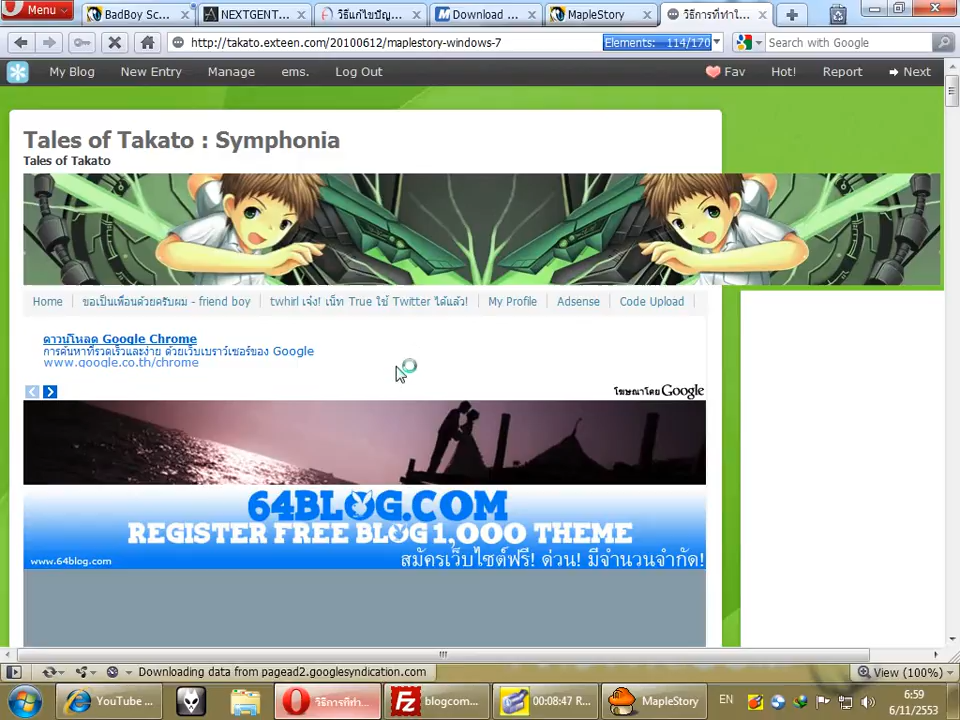 Menu
BadBoy Sc...
NEXTGENT...
วิธีแก้ไขปัญ...
Download ...
MapleStory
วิธีการที่ทำใ...
http://takato.exteen.com/20100612/maplestory-windows-7
Elements: 114/170
Search with Google
My Blog
New Entry
Manage
ems.
Log Out
Fav
Hot!
Report
Next
Tales of Takato : Symphonia
Tales of Takato
Home
ขอเป็นเพื่อนด้วยครับผม - friend boy
twhirl เจ๋ง! เน็ท True ใช้ Twitter ได้แล้ว!
My Profile
Adsense
Code Upload
ดาวน์โหลด Google Chrome
การค้นหาที่รวดเร็วและง่าย ด้วยเว็บเบราว์เซอร์ของ Google
www.google.co.th/chrome
โฆษณาโดย Google
64BLOG.COM
REGISTER FREE BLOG 1,000 THEME
www.64blog.com
สมัครเว็บไซต์ฟรี! ด่วน! มีจำนวนจำกัด!
Downloading data from pagead2.googlesyndication.com
View (100%)
YouTube ...
วิธีการที่ทำ...
blogcom...
00:08:47 R...
MapleStory
EN
6:59
6/11/2553